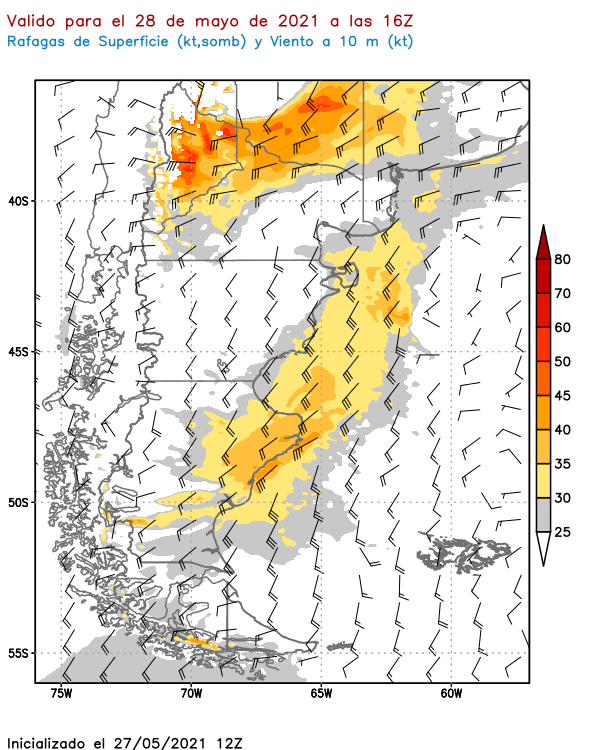 Valido para el 28 de mayo de 2021 a las 16Z
Rafagas de Superficie (kt,somb) y Viento a 10 m (kt)
40S
45S
50S
55S
75W
70W
65W
60W
80
70
60
50
45
40
35
30
25
Inicializado el 27/05/2021 12Z